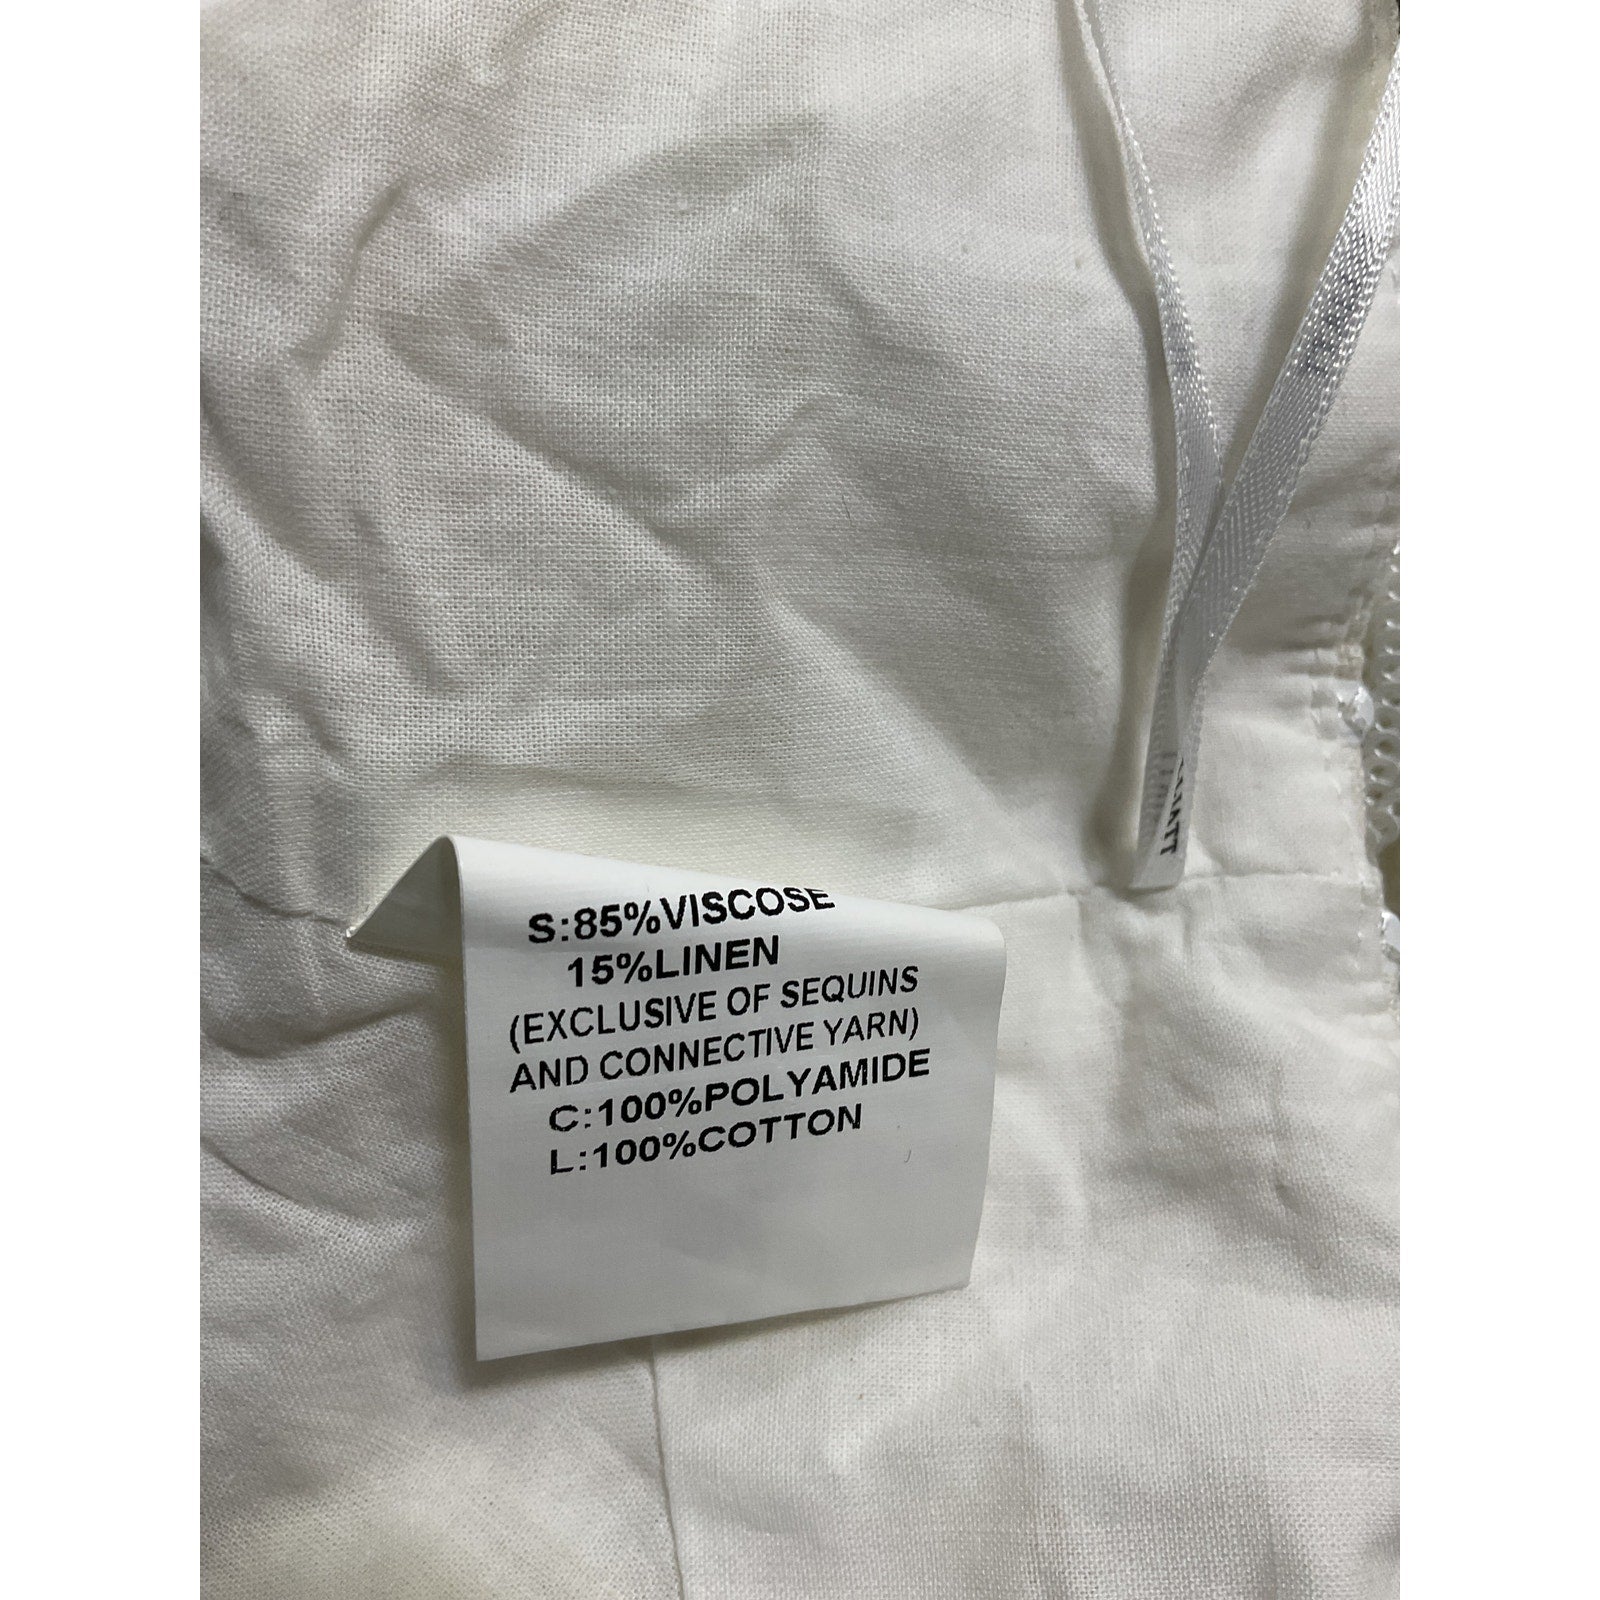 S:85%VISCOSE
15%LINEN
(EXCLUSIVE OF SEQUINS
AND CONNECTIVE YARN)
C:100%POLYAMIDE
L:100%COTTON